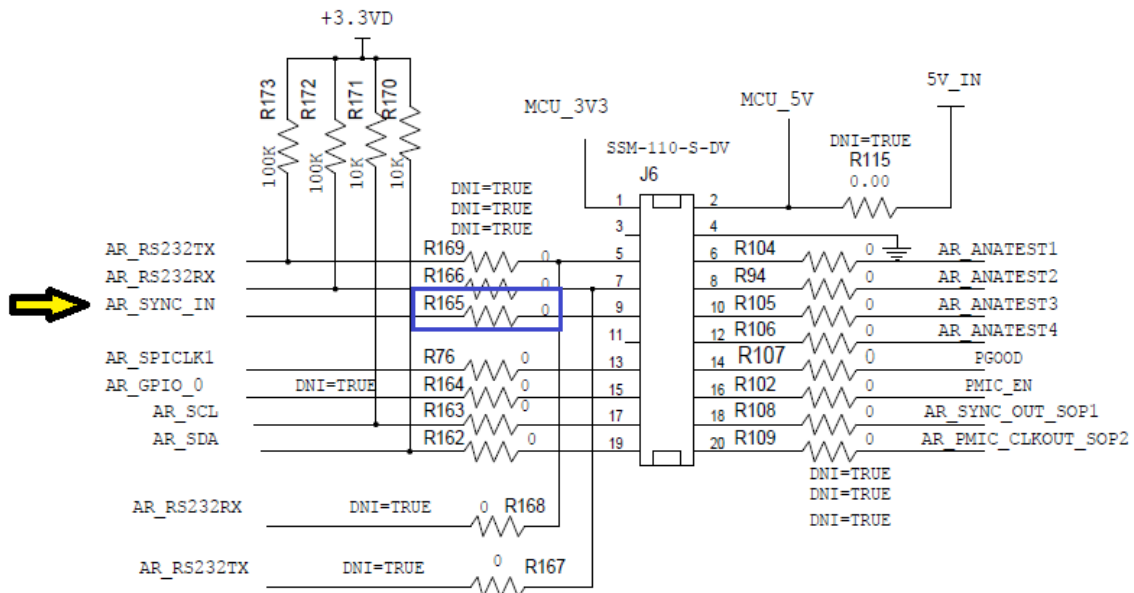 +3.3VD
R173
R172
R171
R170
100K
100K
10K
10K
MCU_3V3
MCU_5V
5V_IN
SSM-110-S-DV
J6
DNI=TRUE
R115
0.00
DNI=TRUE
DNI=TRUE
DNI=TRUE
1
2
3
4
AR_RS232TX
R169
0
5
6
R104
0
AR_ANATEST1
AR_RS232RX
R166
0
7
8
R94
0
AR_ANATEST2
AR_SYNC_IN
R165
0
9
10
R105
0
AR_ANATEST3
11
12
R106
0
AR_ANATEST4
AR_SPICLK1
R76
0
13
14
R107
0
PGOOD
AR_GPIO_0
DNI=TRUE
R164
0
15
16
R102
0
PMIC_EN
AR_SCL
R163
0
17
18
R108
0
AR_SYNC_OUT_SOP1
AR_SDA
R162
0
19
20
R109
0
AR_PMIC_CLKOUT_SOP2
DNI=TRUE
DNI=TRUE
DNI=TRUE
AR_RS232RX
DNI=TRUE
0
R168
AR_RS232TX
DNI=TRUE
0
R167